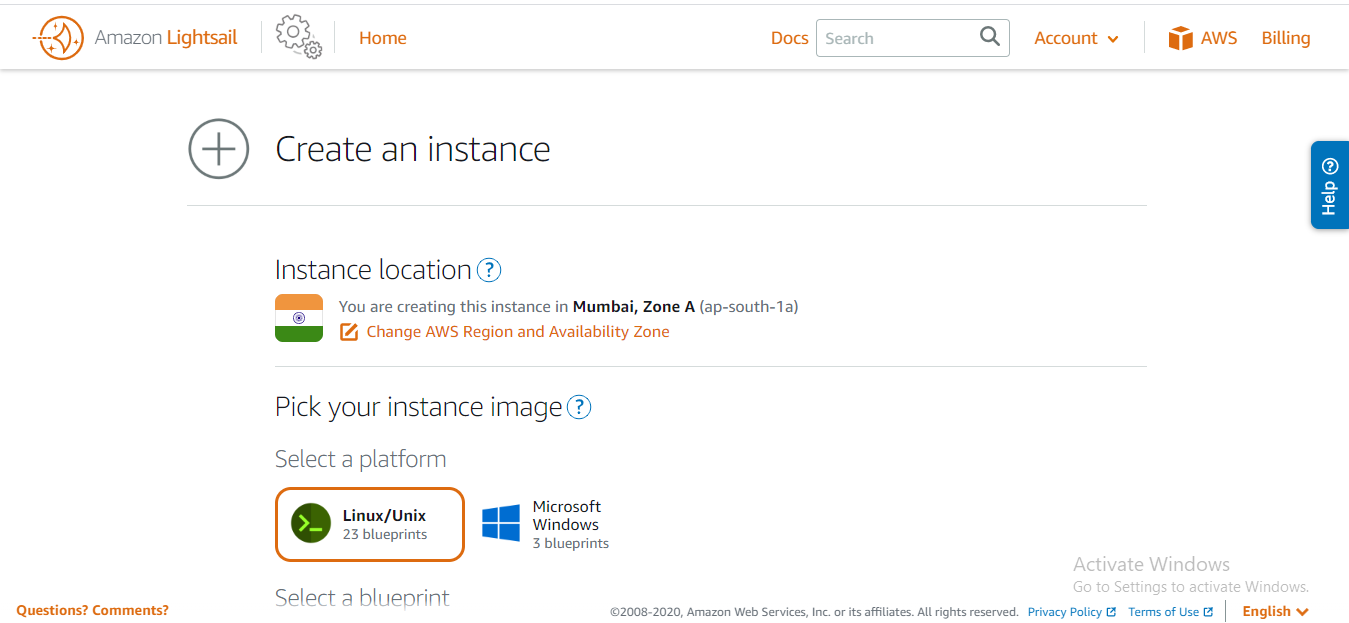 Amazon Lightsail
Home
Docs
Search
Account
AWS
Billing
Create an instance
Help ?
Instance location ?
You are creating this instance in Mumbai, Zone A (ap-south-1a)
Change AWS Region and Availability Zone
Pick your instance image ?
Select a platform
Linux/Unix
23 blueprints
Microsoft
Windows
3 blueprints
Select a blueprint
Activate Windows
Go to Settings to activate Windows.
Questions? Comments?
©2008-2020, Amazon Web Services, Inc. or its affiliates. All rights reserved.
Privacy Policy
Terms of Use
English